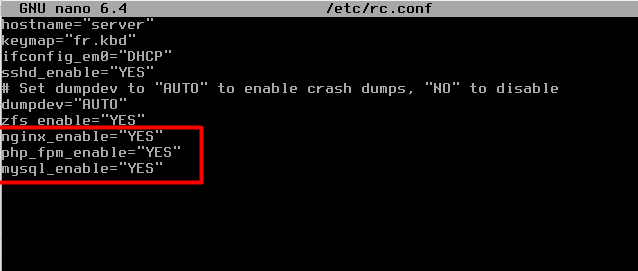 GNU nano 6.4 /etc/rc.conf
hostname="server"
keymap="fr.kbd"
ifconfig_em0="DHCP"
sshd_enable="YES"
# Set dumpdev to "AUTO" to enable crash dumps, "NO" to disable
dumpdev="AUTO"
zfs_enable="YES"
nginx_enable="YES"
php_fpm_enable="YES"
mysql_enable="YES"